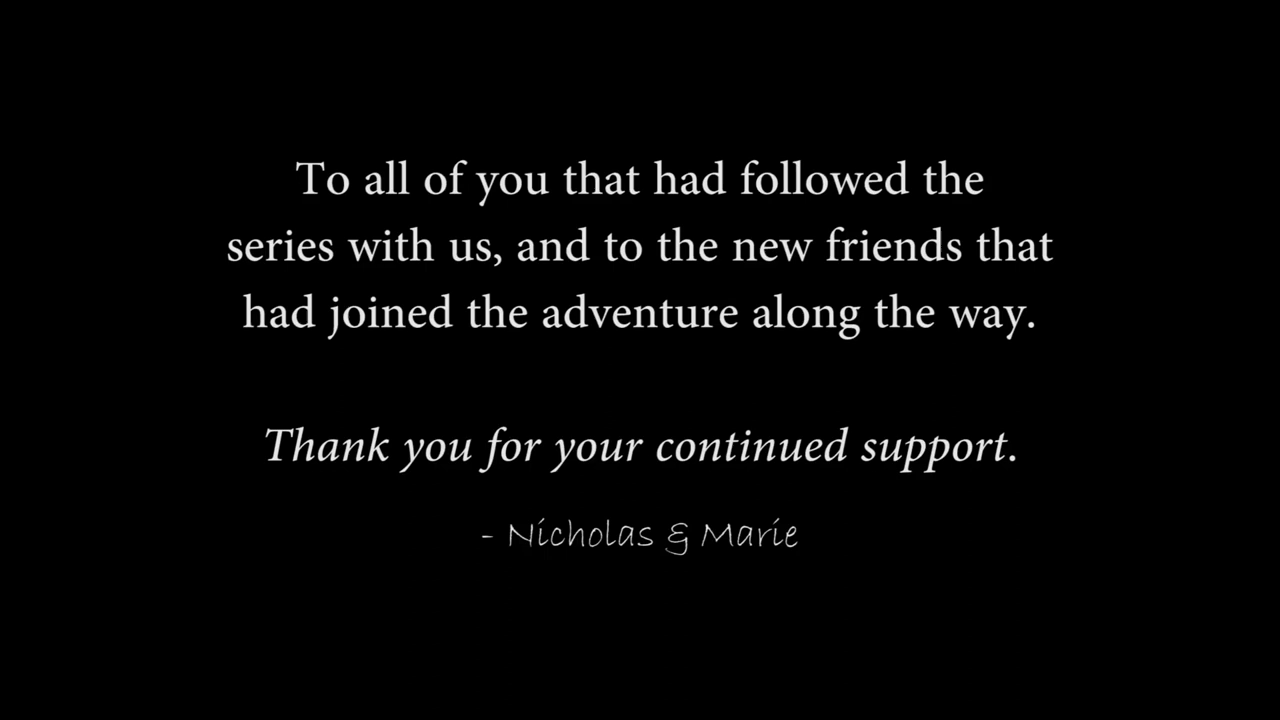 To all of you that had followed the
series with us, and to the new friends that
had joined the adventure along the way.
Thank you for your continued support.
- Nicholas & Marie